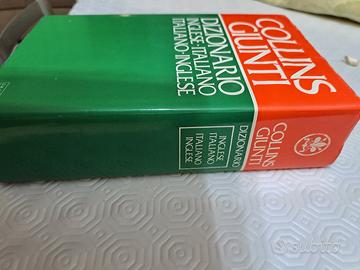 COLLINS
GIUNTI
DIZIONARIO
INGLESE·ITALIANO
ITALIANO·INGLESE
COLLINS
GIUNTI
DIZIONARIO
INGLESE
ITALIANO
ITALIANO
INGLESE
subito